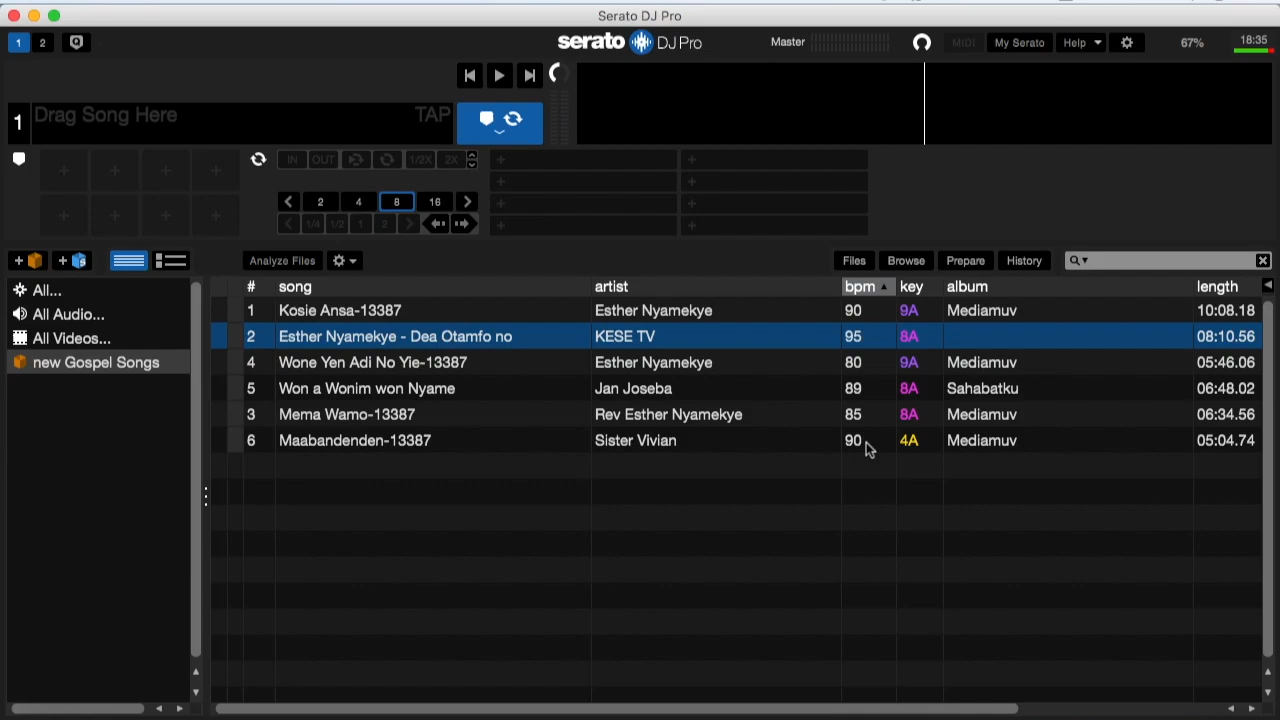 Serato DJ Pro
1 2 serato DJ Pro Master MIDI My Serato Help 67% 18:35
1 Drag Song Here TAP
IN OUT 1/2X 2X
2 4 8 16
1/4 1/2 1 2
Analyze Files Files Browse Prepare History
# song artist bpm key album length
All...
1 Kosie Ansa-13387 Esther Nyamekye 90 9A Mediamuv 10:08.18
All Audio...
2 Esther Nyamekye - Dea Otamfo no KESE TV 95 8A 08:10.56
All Videos...
4 Wone Yen Adi No Yie-13387 Esther Nyamekye 80 9A Mediamuv 05:46.06
new Gospel Songs
5 Won a Wonim won Nyame Jan Joseba 89 8A Sahabatku 06:48.02
3 Mema Wamo-13387 Rev Esther Nyamekye 85 8A Mediamuv 06:34.56
6 Maabandenden-13387 Sister Vivian 90 4A Mediamuv 05:04.74